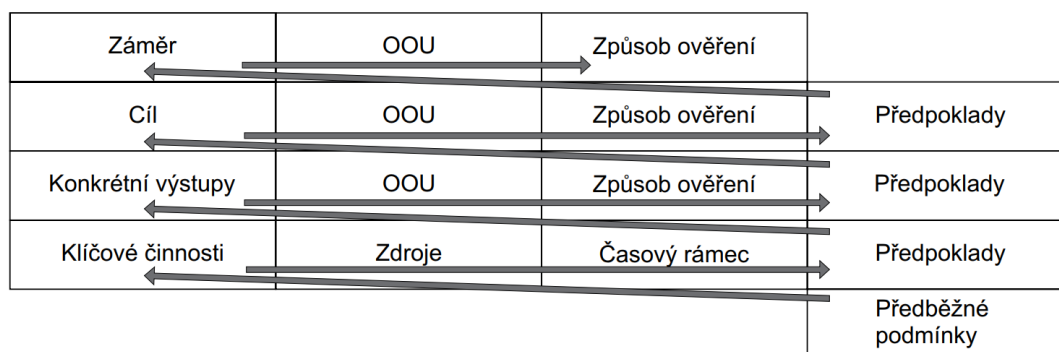 Záměr OOU Způsob ověření
Cíl OOU Způsob ověření Předpoklady
Konkrétní výstupy OOU Způsob ověření Předpoklady
Klíčové činnosti Zdroje Časový rámec Předpoklady
Předběžné
podmínky